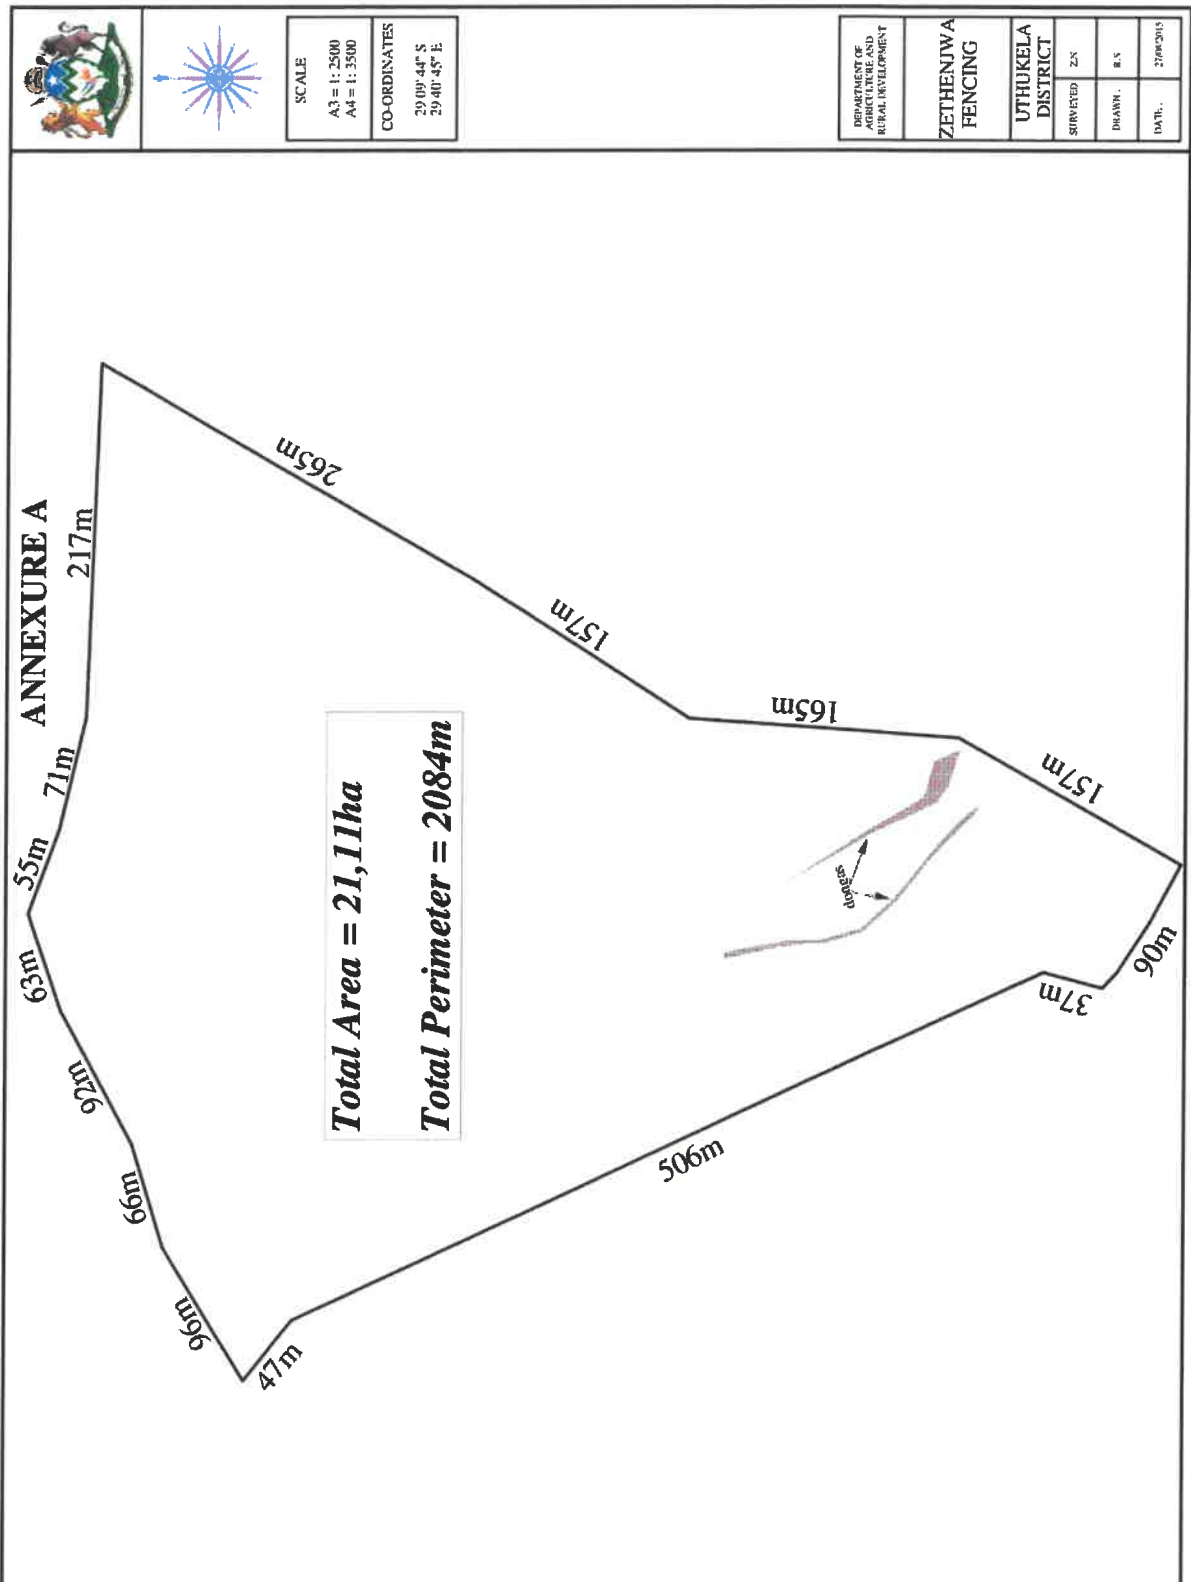 ANNEXURE A
217m
71m
55m
63m
92m
66m
96m
47m
506m
37m
90m
157m
165m
157m
265m
Total Area = 21,11ha
Total Perimeter = 2084m
dongas
SCALE
A3 = 1: 2500
A4 = 1: 3500
CO-ORDINATES
29 09' 44" S
29 40' 45" E
DEPARTMENT OF
AGRICULTURE AND
RURAL DEVELOPMENT
ZETHENJWA
FENCING
UTHUKELA
DISTRICT
SURVEYED Z.N
DRAWN. R.S
DATE.